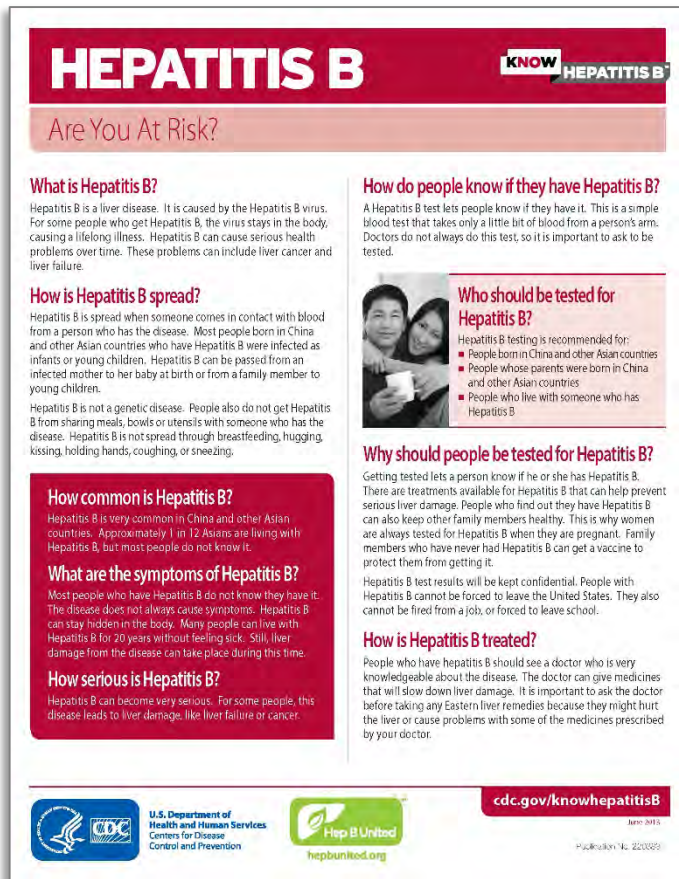 HEPATITIS B
KNOW
HEPATITIS B
Are You At Risk?
What is Hepatitis B?
Hepatitis B is a liver disease. It is caused by the Hepatitis B virus.
For some people who get Hepatitis B, the virus stays in the body,
causing a lifelong illness. Hepatitis B can cause serious health
problems over time. These problems can include liver cancer and
liver failure.
How is Hepatitis B spread?
Hepatitis B is spread when someone comes in contact with blood
from a person who has the disease. Most people born in China
and other Asian countries who have Hepatitis B were infected as
infants or young children. Hepatitis B can be passed from an
infected mother to her baby at birth or from a family member to
young children.
Hepatitis B is not a genetic disease. People also do not get Hepatitis
B from sharing meals, bowls or utensils with someone who has the
disease. Hepatitis B is not spread through breastfeeding, hugging,
kissing, holding hands, coughing, or sneezing.
How common is Hepatitis B?
Hepatitis B is very common in China and other Asian
countries. Approximately 1 in 12 Asians are living with
Hepatitis B, but most people do not know it.
What are the symptoms of Hepatitis B?
Most people who have Hepatitis B do not know they have it.
The disease does not always cause symptoms. Hepatitis B
can stay hidden in the body. Many people can live with
Hepatitis B for 20 years without feeling sick. Still, liver
damage from the disease can take place during this time.
How serious is Hepatitis B?
Hepatitis B can become very serious. For some people, this
disease leads to liver damage, like liver failure or cancer.
How do people know if they have Hepatitis B?
A Hepatitis B test lets people know if they have it. This is a simple
blood test that takes only a little bit of blood from a person's arm.
Doctors do not always do this test, so it is important to ask to be
tested.
Who should be tested for
Hepatitis B?
Hepatitis B testing is recommended for:
■ People born in China and other Asian countries
■ People whose parents were born in China
and other Asian countries
■ People who live with someone who has
Hepatitis B
Why should people be tested for Hepatitis B?
Getting tested lets a person know if he or she has Hepatitis B.
There are treatments available for Hepatitis B that can help prevent
serious liver damage. People who find out they have Hepatitis B
can also keep other family members healthy. This is why women
are always tested for Hepatitis B when they are pregnant. Family
members who have never had Hepatitis B can get a vaccine to
protect them from getting it.
Hepatitis B test results will be kept confidential. People with
Hepatitis B cannot be forced to leave the United States. They also
cannot be fired from a job, or forced to leave school.
How is Hepatitis B treated?
People who have hepatitis B should see a doctor who is very
knowledgeable about the disease. The doctor can give medicines
that will slow down liver damage. It is important to ask the doctor
before taking any Eastern liver remedies because they might hurt
the liver or cause problems with some of the medicines prescribed
by your doctor.
CDC
U.S. Department of
Health and Human Services
Centers for Disease
Control and Prevention
Hep B United
hepbunited.org
cdc.gov/knowhepatitisB
June 2013
Publication No.